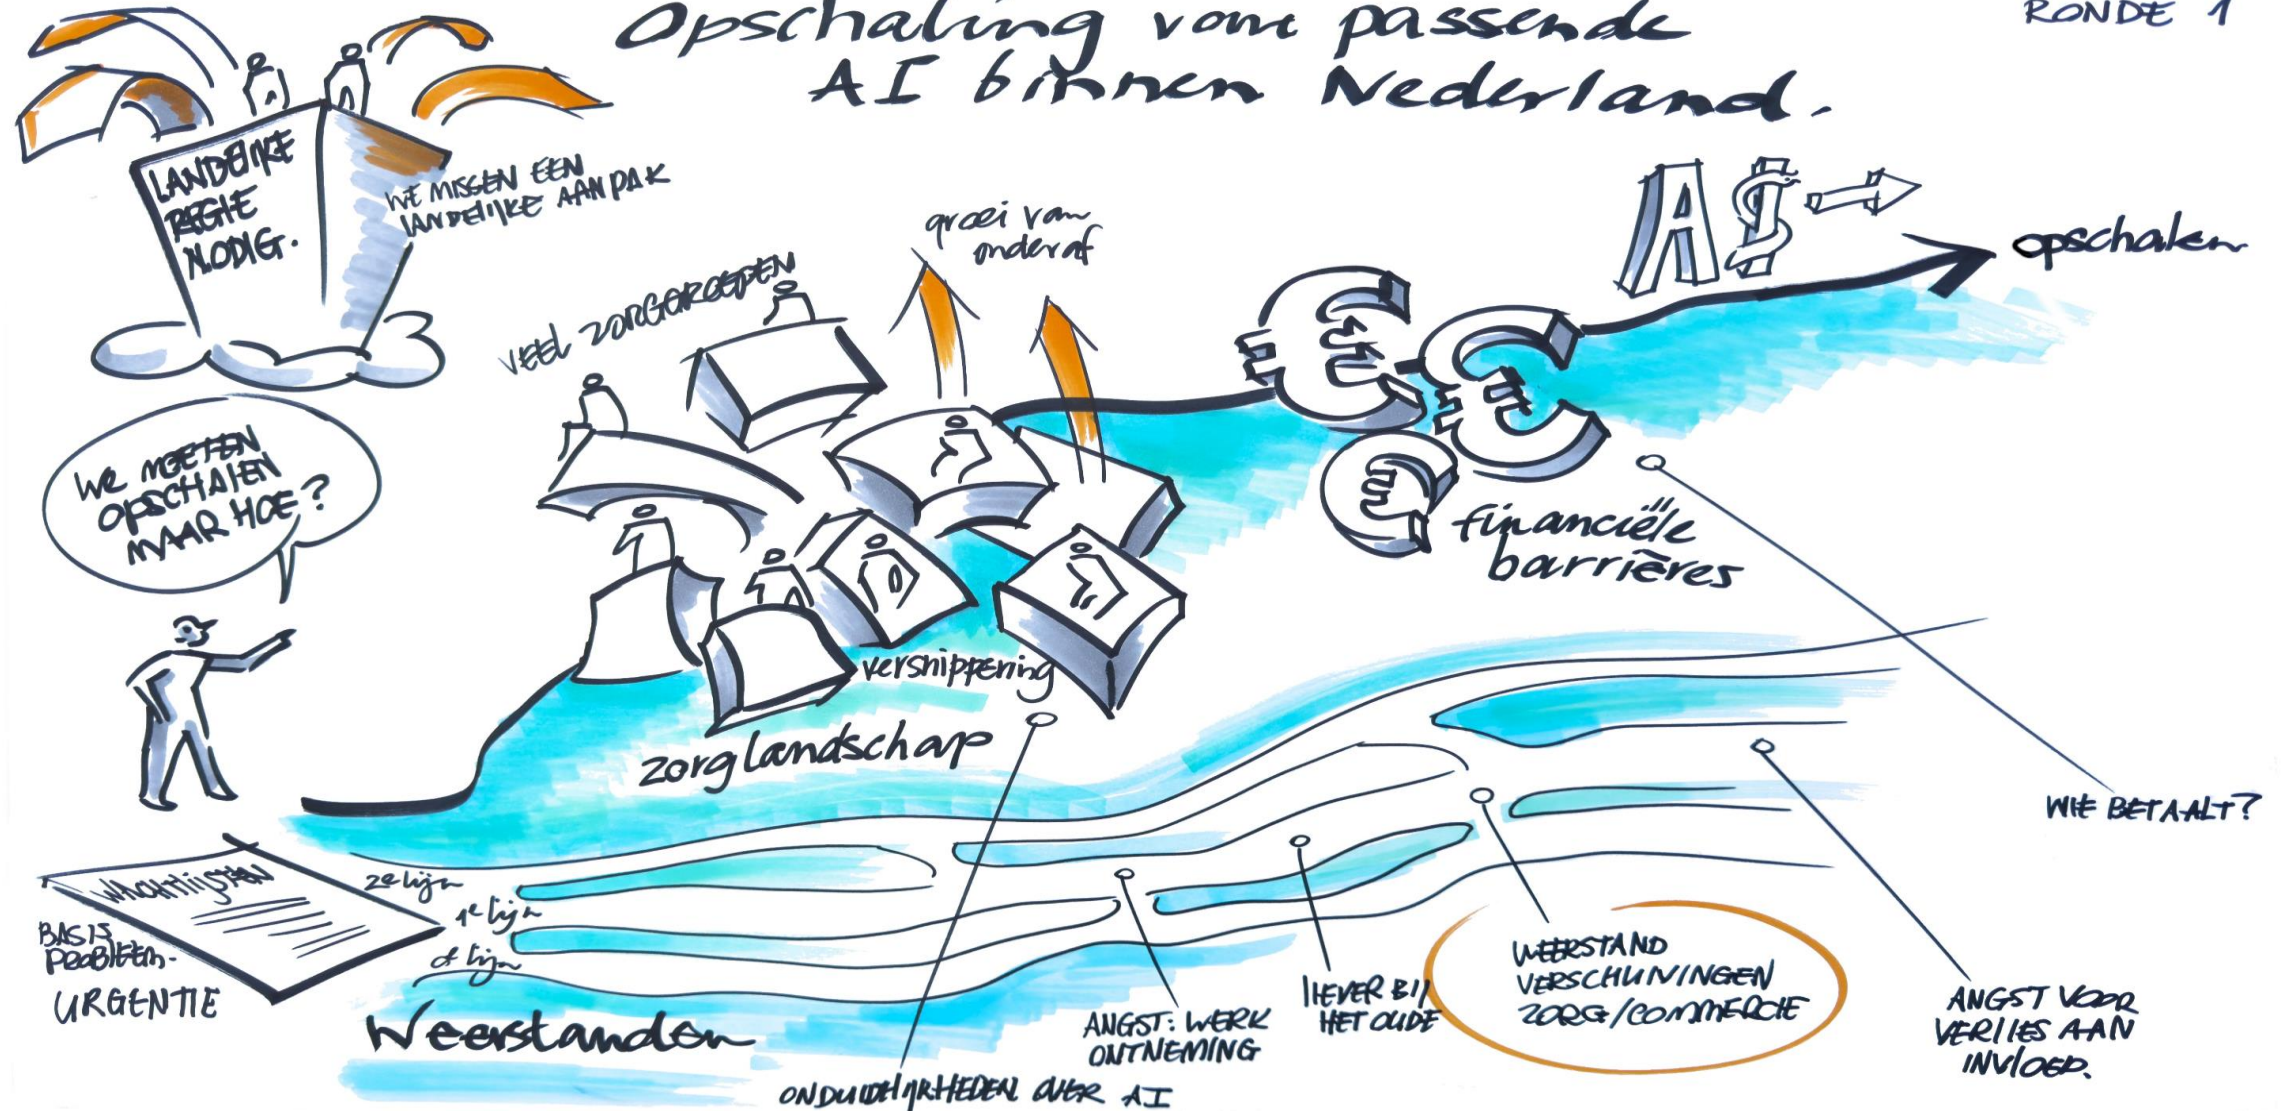 Opschaling van passende
AI binnen Nederland.
RONDE 1
LANDELIJKE
REGIE
NODIG.
WE MISSEN EEN
LANDELIJKE AANPAK
groei van
onderaf
VEEL ZORGGROEPEN
AI
opschalen
We MOETEN
OPSCHALEN
MAAR HOE?
financiële
barrières
versnippering
zorglandschap
WIE BETAALT?
WACHTLIJSTEN
2e lijn
1e lijn
0e lijn
BASIS
PROBLEEM-
URGENTIE
Weerstanden
ONDUIDELIJKHEDEN OVER AI
ANGST: WERK
ONTNEMING
LIEVER BIJ
HET OUDE
WEERSTAND
VERSCHUIVINGEN
ZORG/COMMERCIE
ANGST VOOR
VERLIES AAN
INVLOED.